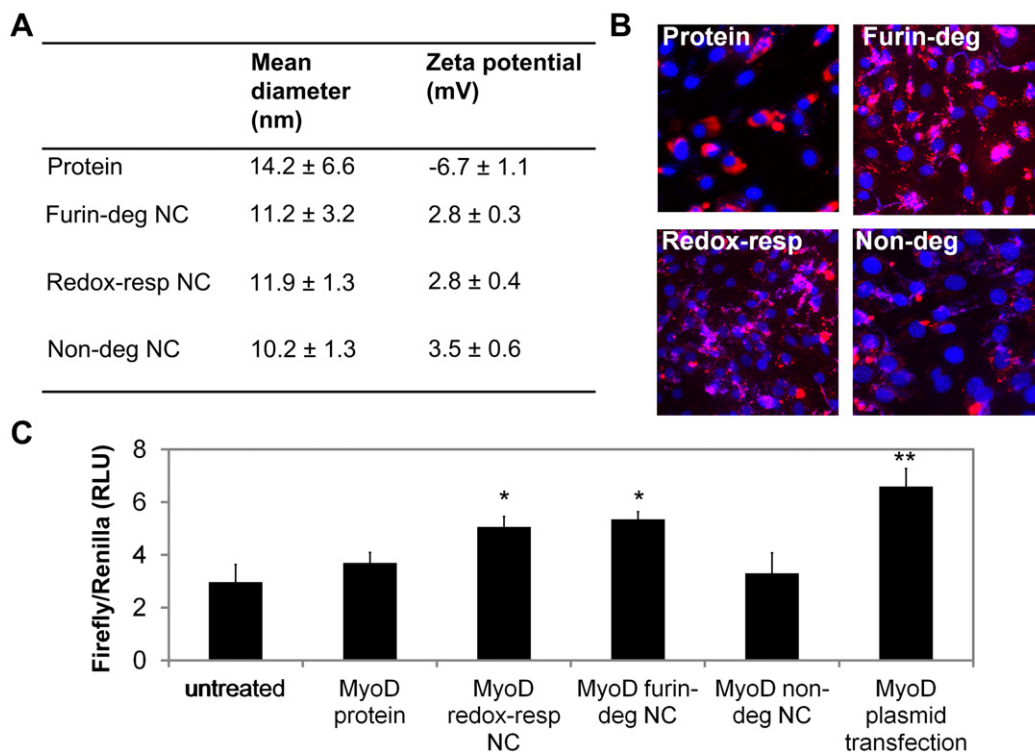 A
Mean diameter (nm) Zeta potential (mV)
Protein 14.2 ± 6.6 -6.7 ± 1.1
Furin-deg NC 11.2 ± 3.2 2.8 ± 0.3
Redox-resp NC 11.9 ± 1.3 2.8 ± 0.4
Non-deg NC 10.2 ± 1.3 3.5 ± 0.6
B
Protein Furin-deg
Redox-resp Non-deg
C
Firefly/Renilla (RLU)
8
6
4
2
0
* * **
untreated
MyoD protein
MyoD redox-resp NC
MyoD furin-deg NC
MyoD non-deg NC
MyoD plasmid transfection